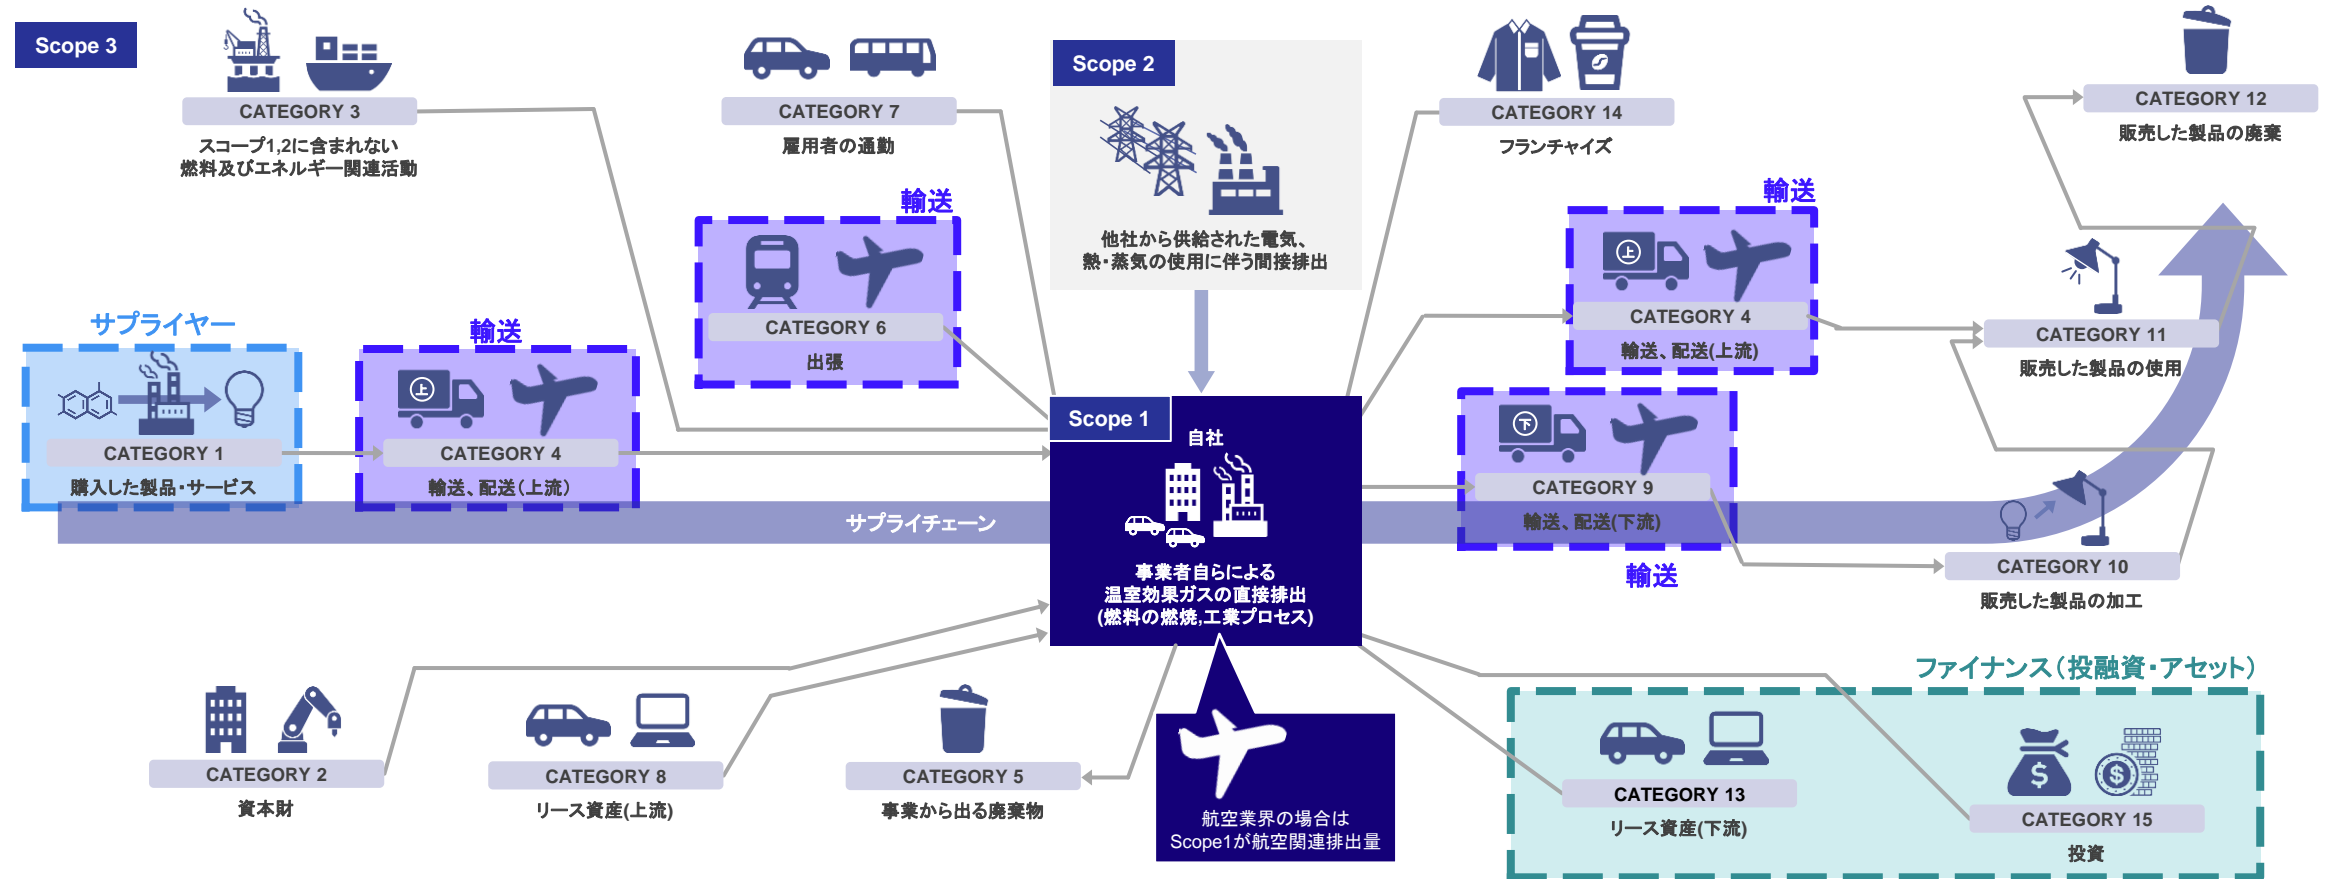 Scope 3
CATEGORY 3
スコープ1,2に含まれない
燃料及びエネルギー関連活動
CATEGORY 7
雇用者の通勤
Scope 2
他社から供給された電気、
熱・蒸気の使用に伴う間接排出
CATEGORY 14
フランチャイズ
CATEGORY 12
販売した製品の廃棄
輸送
CATEGORY 6
出張
輸送
上
CATEGORY 4
輸送、配送(上流)
CATEGORY 11
販売した製品の使用
サプライヤー
CATEGORY 1
購入した製品・サービス
輸送
上
CATEGORY 4
輸送、配送（上流）
サプライチェーン
Scope 1
自社
事業者自らによる
温室効果ガスの直接排出
(燃料の燃焼,工業プロセス)
下
CATEGORY 9
輸送、配送(下流)
輸送
CATEGORY 10
販売した製品の加工
CATEGORY 2
資本財
CATEGORY 8
リース資産(上流)
CATEGORY 5
事業から出る廃棄物
航空業界の場合は
Scope1が航空関連排出量
ファイナンス（投融資・アセット）
CATEGORY 13
リース資産(下流)
$
$
CATEGORY 15
投資